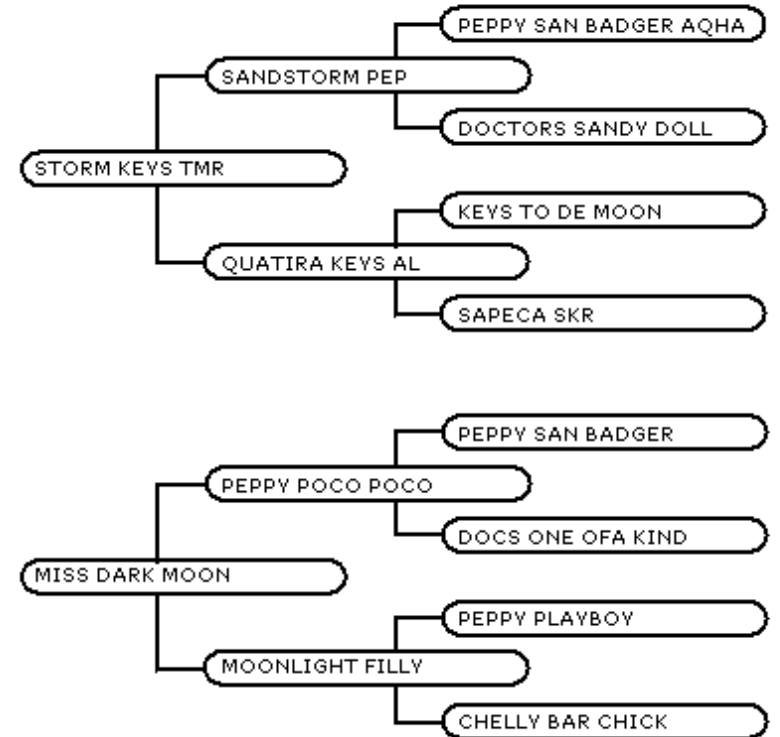 PEPPY SAN BADGER AQHA
SANDSTORM PEP
DOCTORS SANDY DOLL
STORM KEYS TMR
KEYS TO DE MOON
QUATIRA KEYS AL
SAPECA SKR
PEPPY SAN BADGER
PEPPY POCO POCO
DOCS ONE OFA KIND
MISS DARK MOON
PEPPY PLAYBOY
MOONLIGHT FILLY
CHELLY BAR CHICK